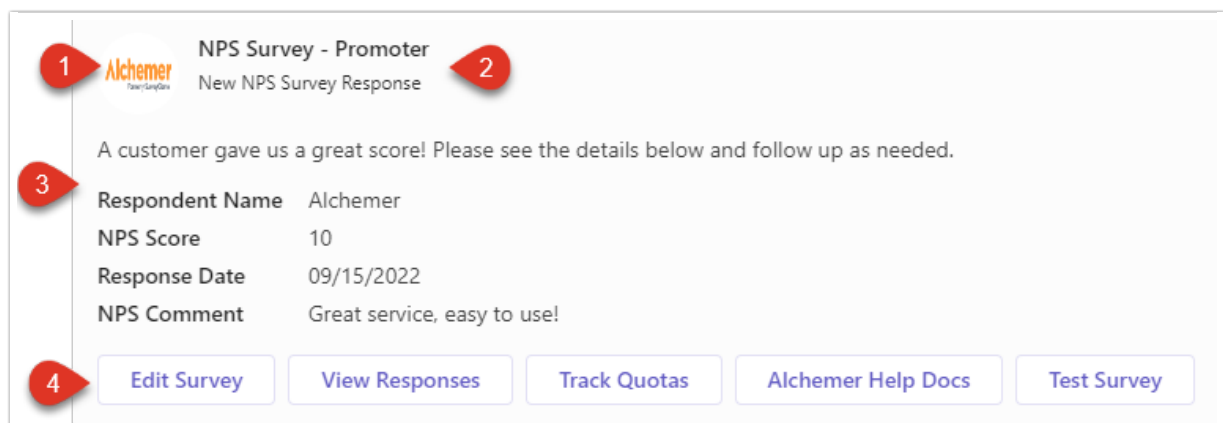 1
Alchemer
NPS Survey - Promoter
2
New NPS Survey Response
A customer gave us a great score! Please see the details below and follow up as needed.
3
Respondent Name Alchemer
NPS Score 10
Response Date 09/15/2022
NPS Comment Great service, easy to use!
4
Edit Survey View Responses Track Quotas Alchemer Help Docs Test Survey